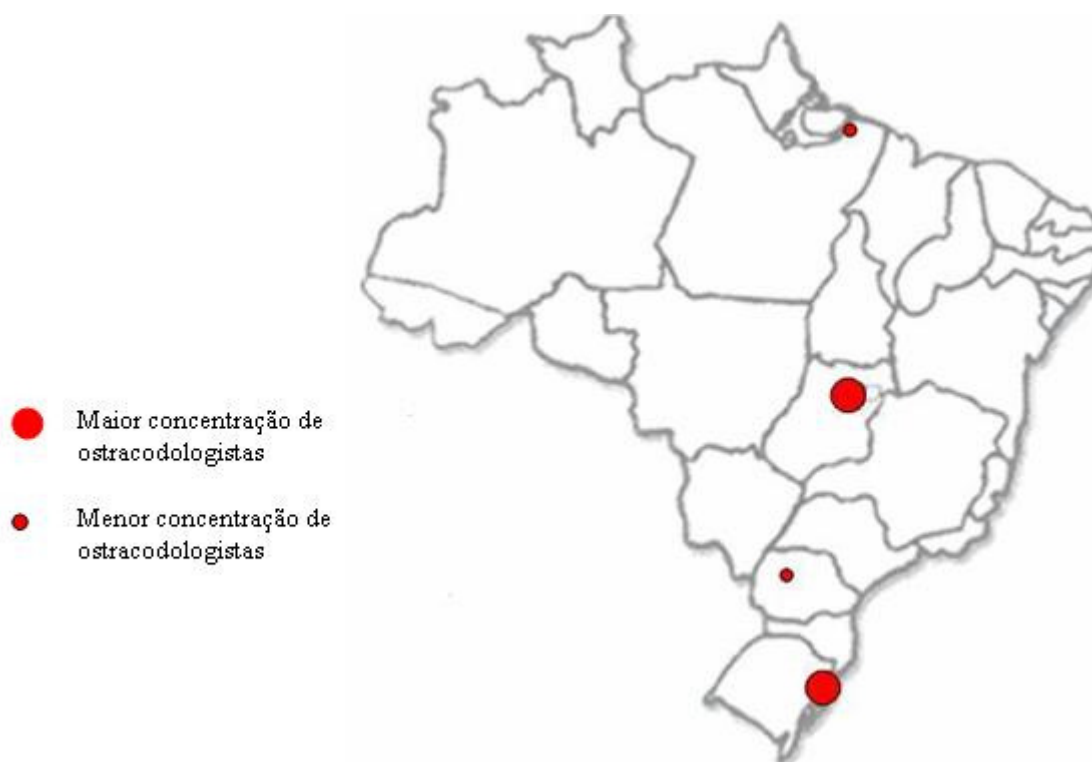 Maior concentração de
ostracodologistas
Menor concentração de
ostracodologistas